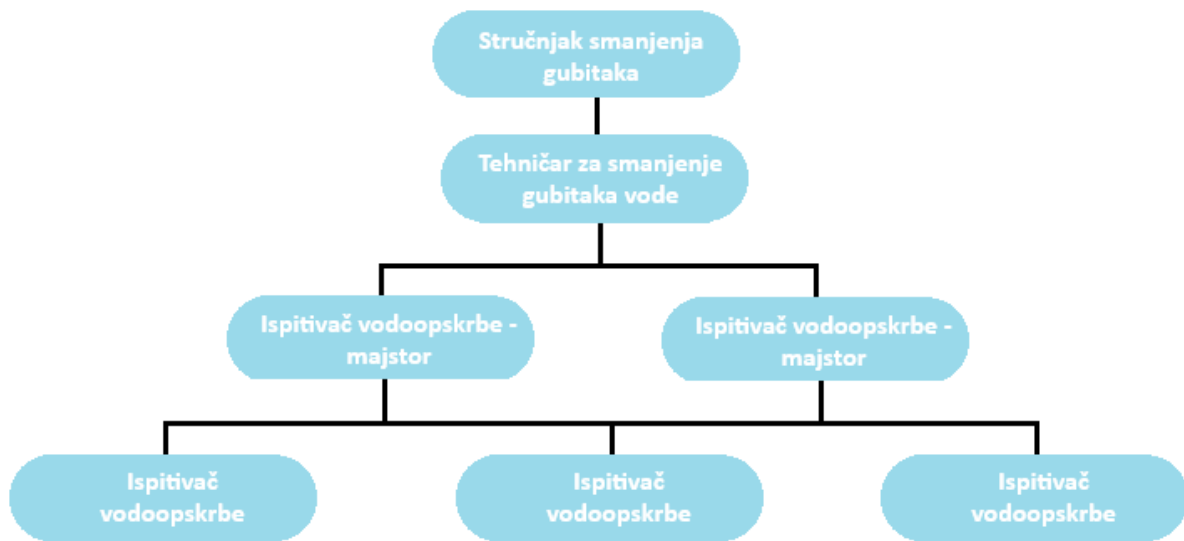 Stručnjak smanjenja
gubitaka
Tehničar za smanjenje
gubitaka vode
Ispitivač vodoopskrbe -
majstor
Ispitivač vodoopskrbe -
majstor
Ispitivač
vodoopskrbe
Ispitivač
vodoopskrbe
Ispitivač
vodoopskrbe